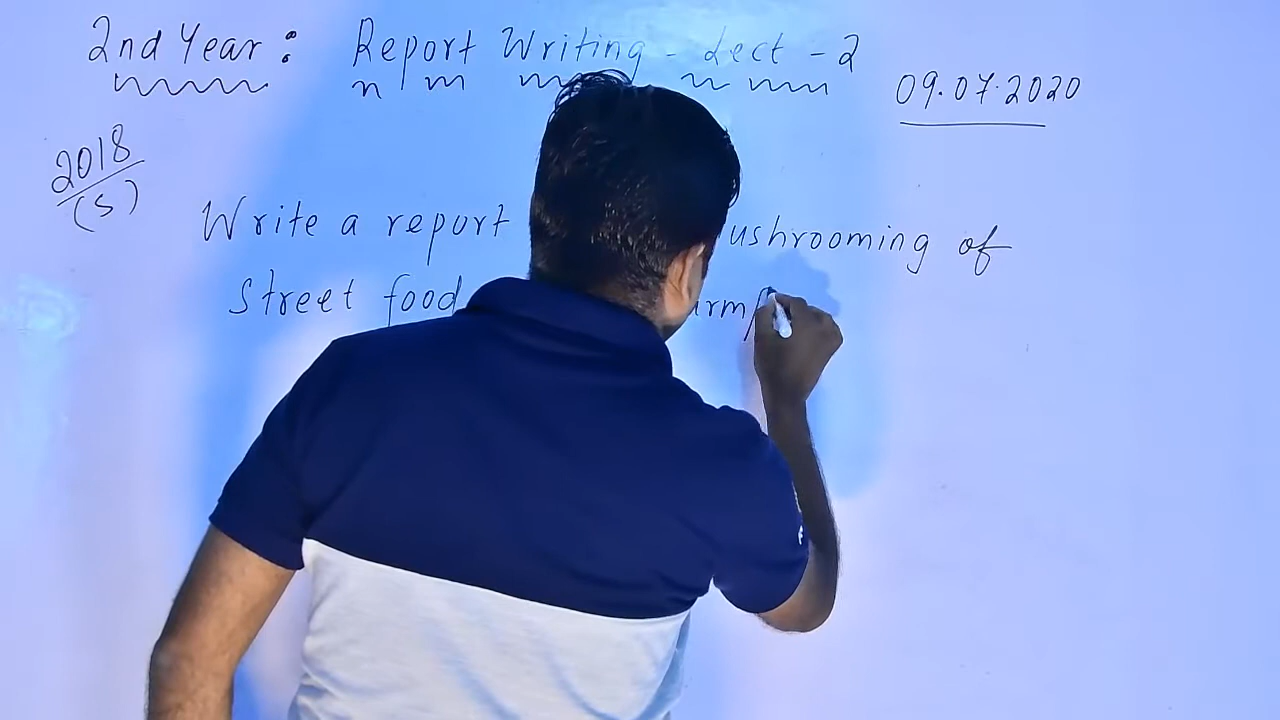 2nd Year : Report Writing - Lect - 2
09.07.2020
2018
(S)
Write a report ushrooming of
Street food